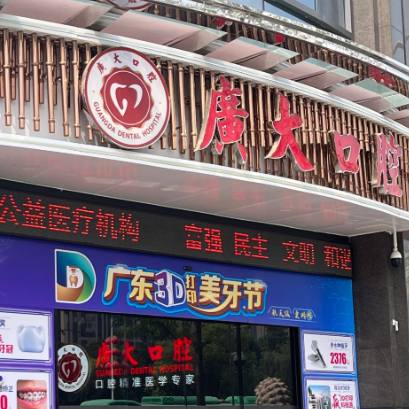 广大口腔
GUANGDA DENTAL HOSPITAL
廣大口腔
公益医疗机构 富强 民主 文明 和谐
广东3D打印美牙节
廣大口腔
GUANGDA DENTAL HOSPITAL
口腔精准医学专家
2376